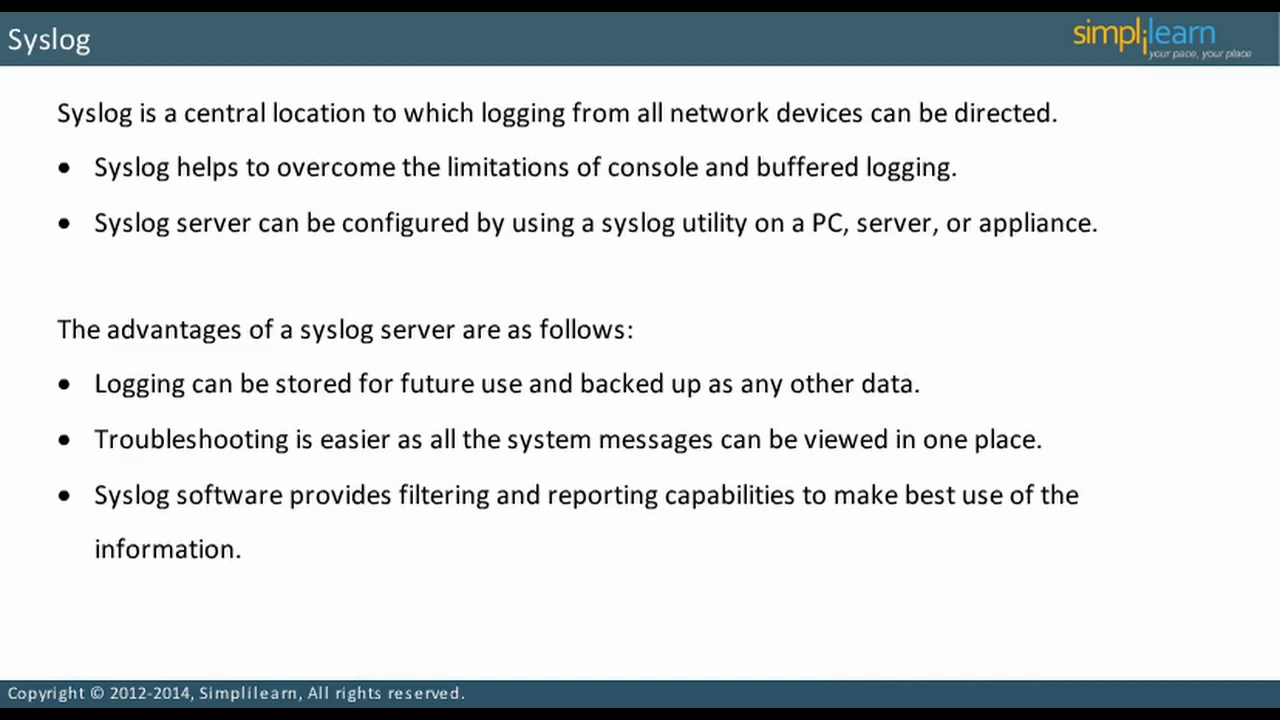 Syslog
simplilearn
your pace, your place
Syslog is a central location to which logging from all network devices can be directed.
• Syslog helps to overcome the limitations of console and buffered logging.
• Syslog server can be configured by using a syslog utility on a PC, server, or appliance.
The advantages of a syslog server are as follows:
• Logging can be stored for future use and backed up as any other data.
• Troubleshooting is easier as all the system messages can be viewed in one place.
• Syslog software provides filtering and reporting capabilities to make best use of the
information.
Copyright © 2012-2014, Simplilearn, All rights reserved.